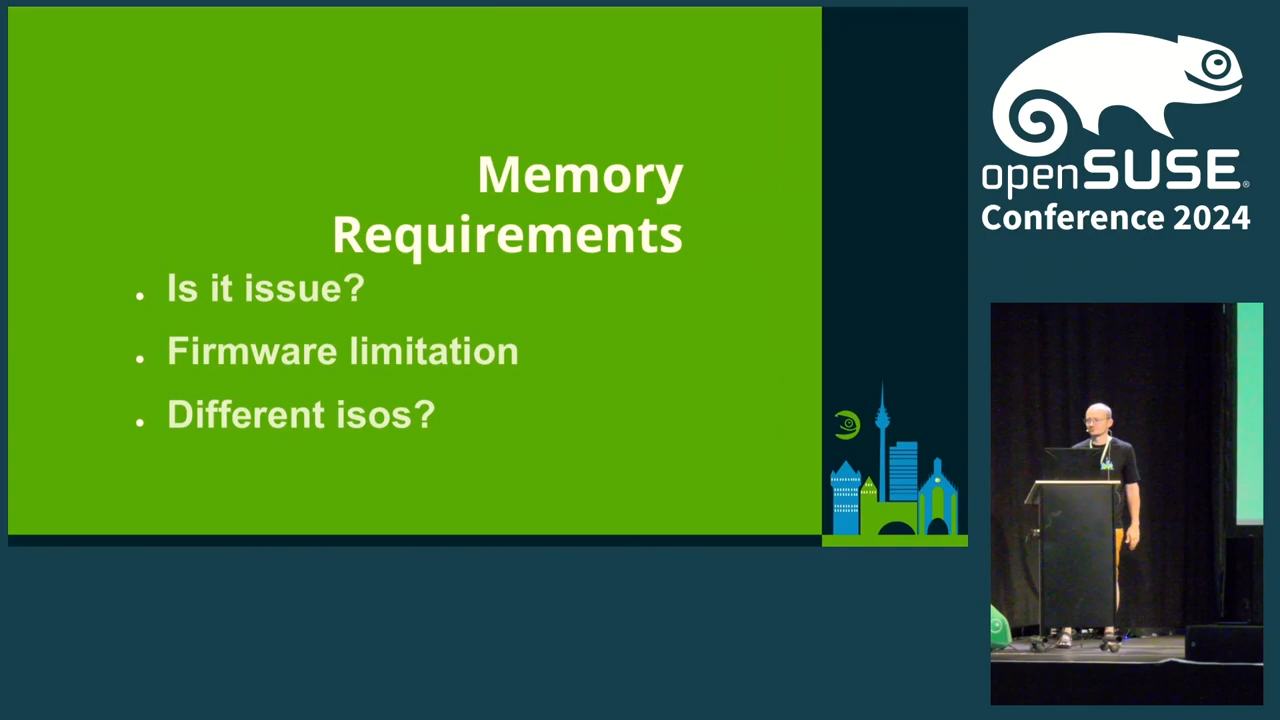 Memory
Requirements
Is it issue?
Firmware limitation
Different isos?
openSUSE
Conference 2024